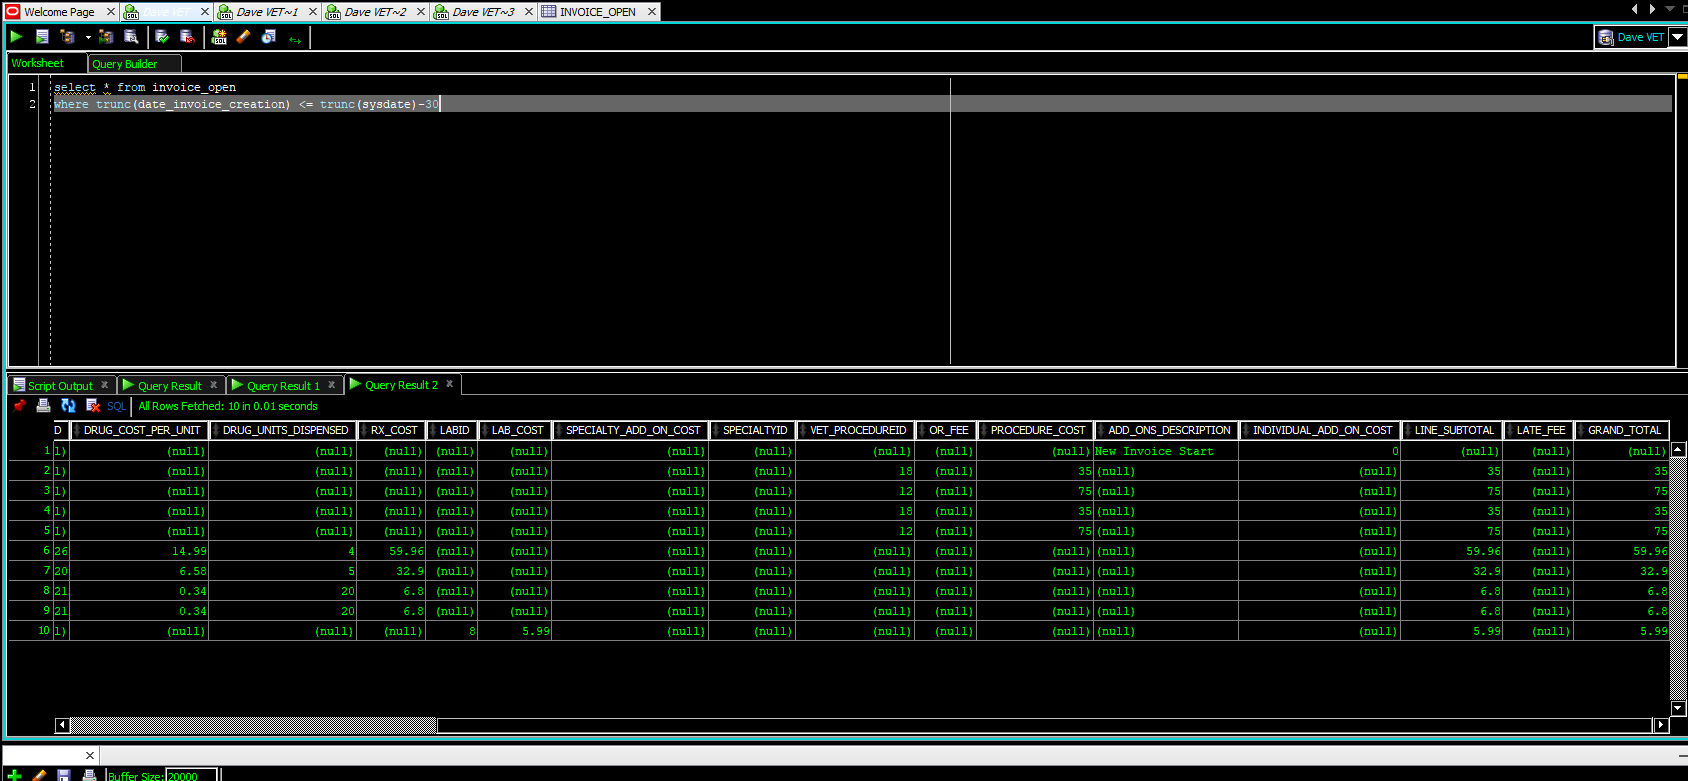 Welcome Page Dave VET Dave VET~1 Dave VET~2 Dave VET~3 INVOICE_OPEN
Dave VET
Worksheet Query Builder
1 select * from invoice_open
2 where trunc(date_invoice_creation) <= trunc(sysdate)-30
Script Output Query Result Query Result 1 Query Result 2
SQL All Rows Fetched: 10 in 0.01 seconds
D DRUG_COST_PER_UNIT DRUG_UNITS_DISPENSED RX_COST LABID LAB_COST SPECIALTY_ADD_ON_COST SPECIALTYID VET_PROCEDUREID OR_FEE PROCEDURE_COST ADD_ONS_DESCRIPTION INDIVIDUAL_ADD_ON_COST LINE_SUBTOTAL LATE_FEE GRAND_TOTAL
1 l) (null) (null) (null) (null) (null) (null) (null) (null) (null) (null) New Invoice Start 0 (null) (null) (null)
2 l) (null) (null) (null) (null) (null) (null) (null) 18 (null) 35 (null) (null) 35 (null) 35
3 l) (null) (null) (null) (null) (null) (null) (null) 12 (null) 75 (null) (null) 75 (null) 75
4 l) (null) (null) (null) (null) (null) (null) (null) 18 (null) 35 (null) (null) 35 (null) 35
5 l) (null) (null) (null) (null) (null) (null) (null) 12 (null) 75 (null) (null) 75 (null) 75
6 26 14.99 4 59.96 (null) (null) (null) (null) (null) (null) (null) (null) (null) 59.96 (null) 59.96
7 20 6.58 5 32.9 (null) (null) (null) (null) (null) (null) (null) (null) (null) 32.9 (null) 32.9
8 21 0.34 20 6.8 (null) (null) (null) (null) (null) (null) (null) (null) (null) 6.8 (null) 6.8
9 21 0.34 20 6.8 (null) (null) (null) (null) (null) (null) (null) (null) (null) 6.8 (null) 6.8
10 l) (null) (null) (null) 8 5.99 (null) (null) (null) (null) (null) (null) (null) 5.99 (null) 5.99
Buffer Size: 20000